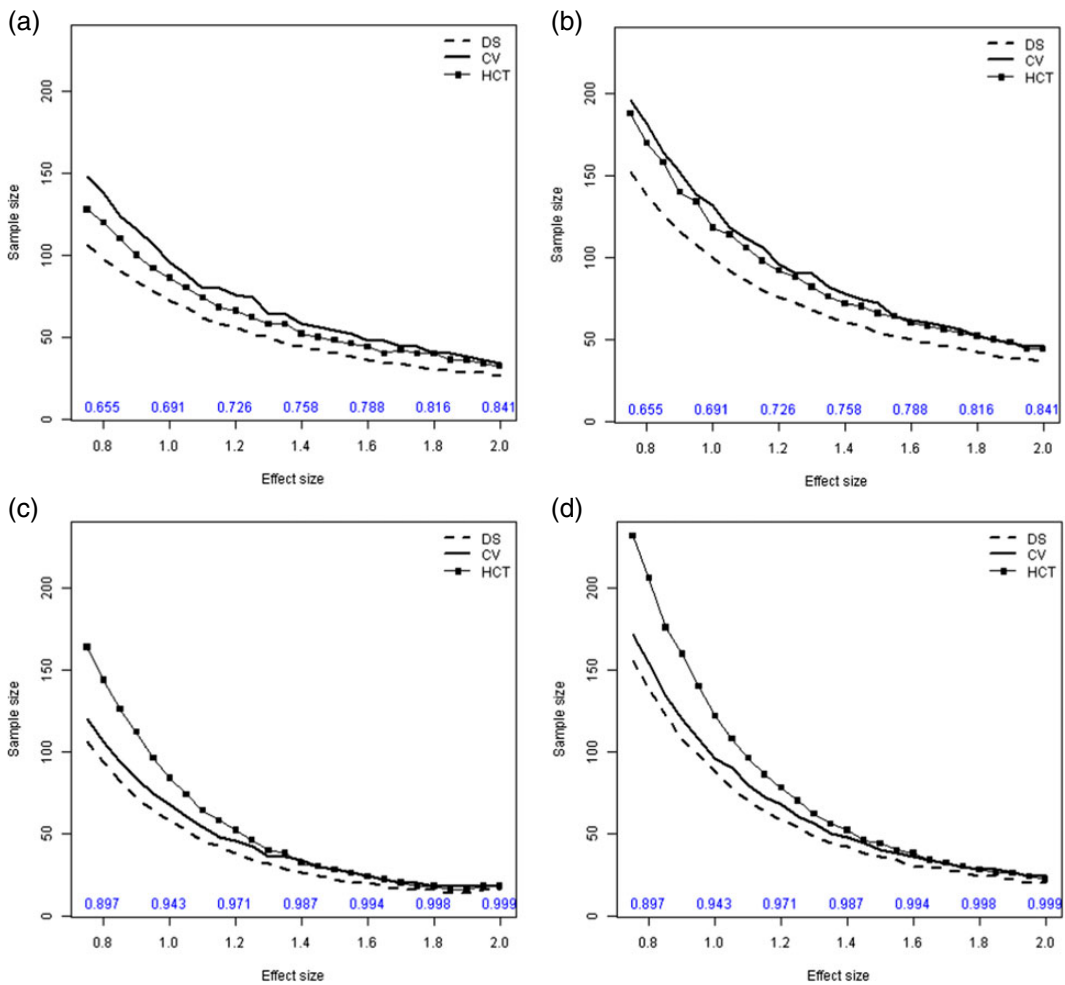 (a)
DS
CV
HCT
Sample size
200
150
100
50
0
0.655 0.691 0.726 0.758 0.788 0.816 0.841
0.8 1.0 1.2 1.4 1.6 1.8 2.0
Effect size
(b)
DS
CV
HCT
Sample size
200
150
100
50
0
0.655 0.691 0.726 0.758 0.788 0.816 0.841
0.8 1.0 1.2 1.4 1.6 1.8 2.0
Effect size
(c)
DS
CV
HCT
Sample size
200
150
100
50
0
0.897 0.943 0.971 0.987 0.994 0.998 0.999
0.8 1.0 1.2 1.4 1.6 1.8 2.0
Effect size
(d)
DS
CV
HCT
Sample size
200
150
100
50
0
0.897 0.943 0.971 0.987 0.994 0.998 0.999
0.8 1.0 1.2 1.4 1.6 1.8 2.0
Effect size